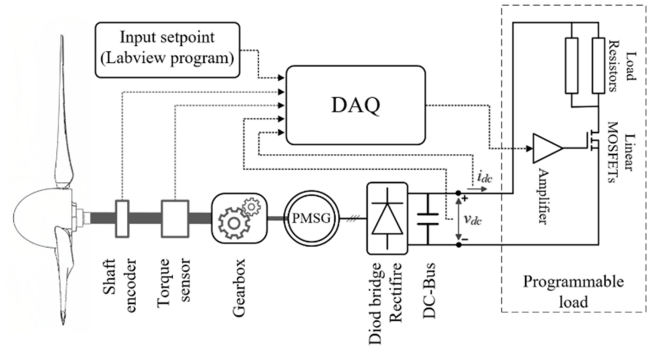 Input setpoint
(Labview program)
DAQ
Load
Resistors
Linear
MOSFETs
Amplifier
i_dc
+
v_dc
−
PMSG
Shaft
encoder
Torque
sensor
Gearbox
Diod bridge
Rectifire
DC-Bus
Programmable
load